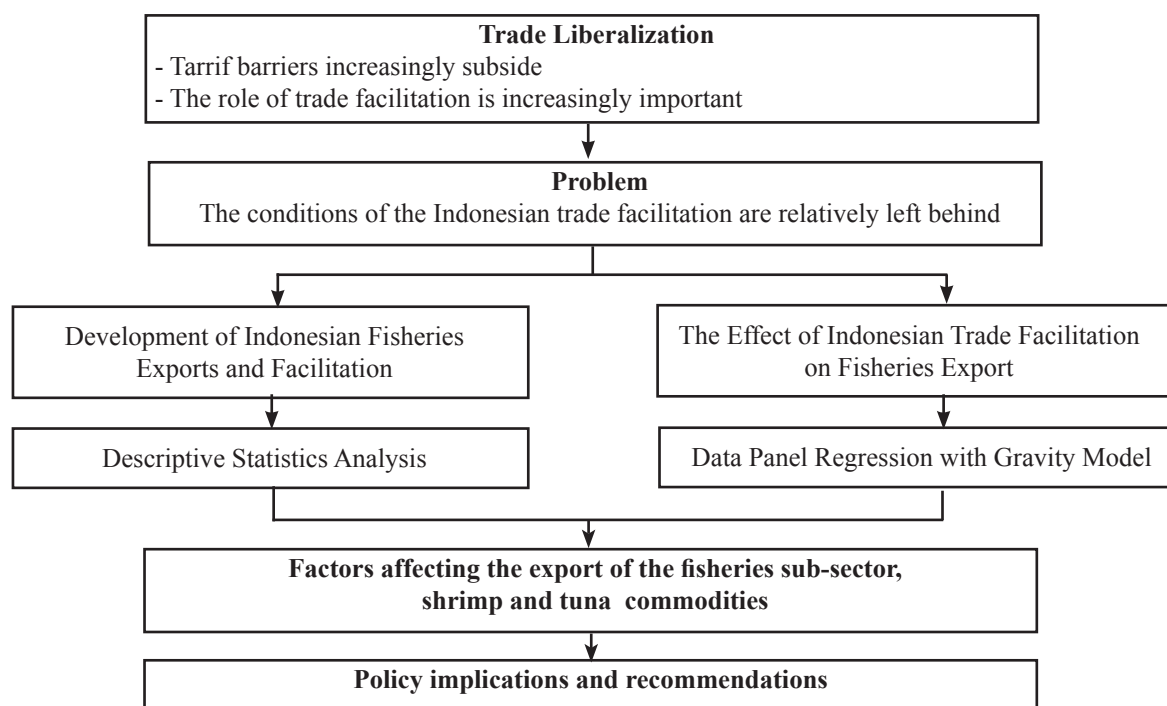 Trade Liberalization
- Tarrif barriers increasingly subside
- The role of trade facilitation is increasingly important
Problem
The conditions of the Indonesian trade facilitation are relatively left behind
Development of Indonesian Fisheries
Exports and Facilitation
The Effect of Indonesian Trade Facilitation
on Fisheries Export
Descriptive Statistics Analysis
Data Panel Regression with Gravity Model
Factors affecting the export of the fisheries sub-sector,
shrimp and tuna commodities
Policy implications and recommendations